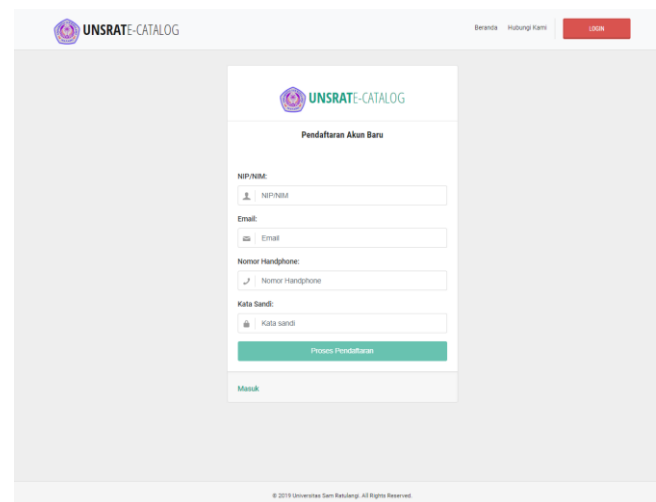 UNSRATE-CATALOG
Beranda Hubungi Kami LOGIN
UNSRATE-CATALOG
Pendaftaran Akun Baru
NIP/NIM:
NIP/NIM
Email:
Email
Nomor Handphone:
Nomor Handphone
Kata Sandi:
Kata sandi
Proses Pendaftaran
Masuk
© 2019 Universitas Sam Ratulangi. All Rights Reserved.